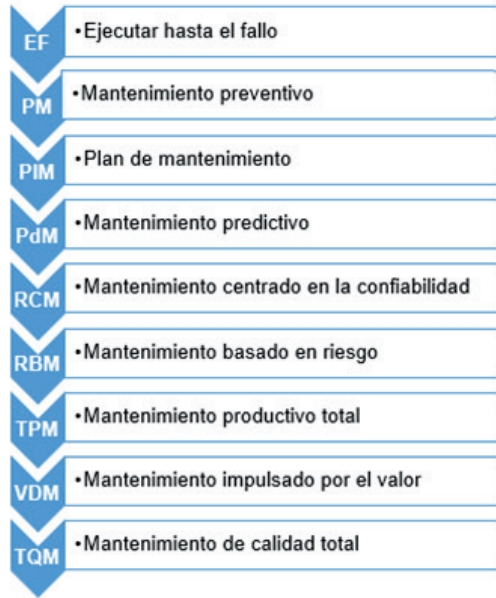 EF
•Ejecutar hasta el fallo
PM
•Mantenimiento preventivo
PlM
•Plan de mantenimiento
PdM
•Mantenimiento predictivo
RCM
•Mantenimiento centrado en la confiabilidad
RBM
•Mantenimiento basado en riesgo
TPM
•Mantenimiento productivo total
VDM
•Mantenimiento impulsado por el valor
TQM
•Mantenimiento de calidad total